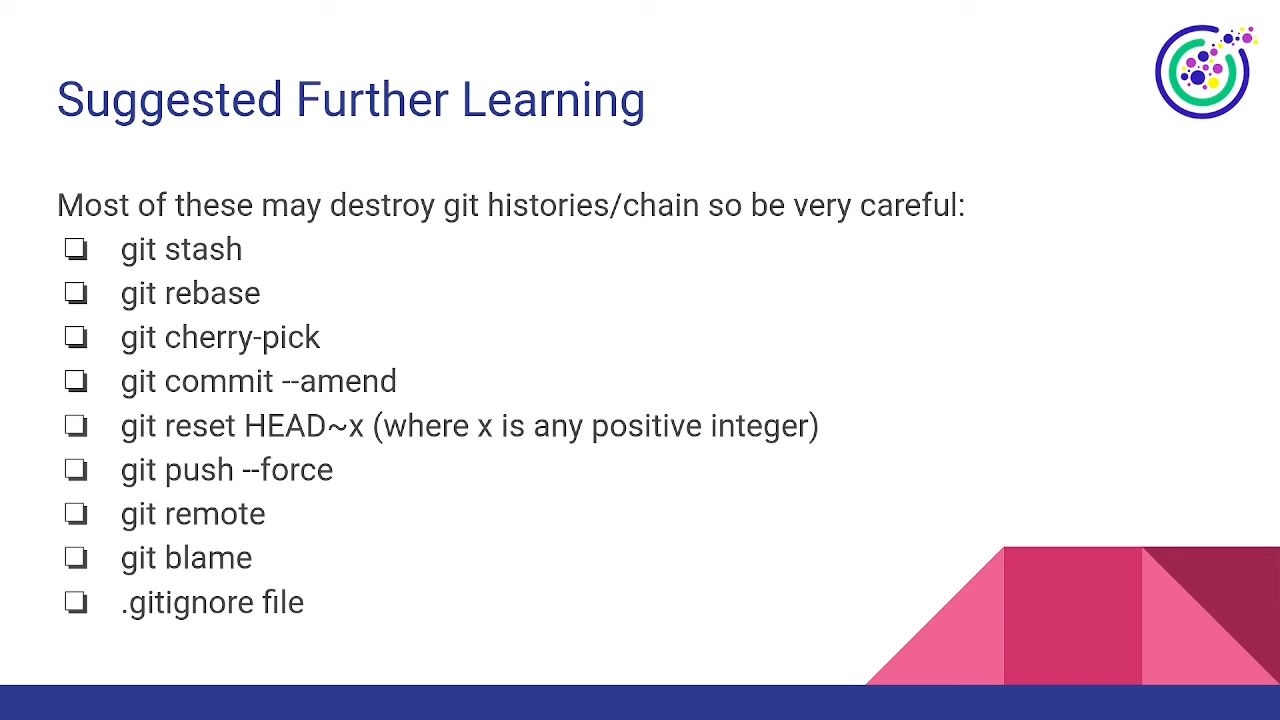 Suggested Further Learning
Most of these may destroy git histories/chain so be very careful:
❏ git stash
❏ git rebase
❏ git cherry-pick
❏ git commit --amend
❏ git reset HEAD~x (where x is any positive integer)
❏ git push --force
❏ git remote
❏ git blame
❏ .gitignore file